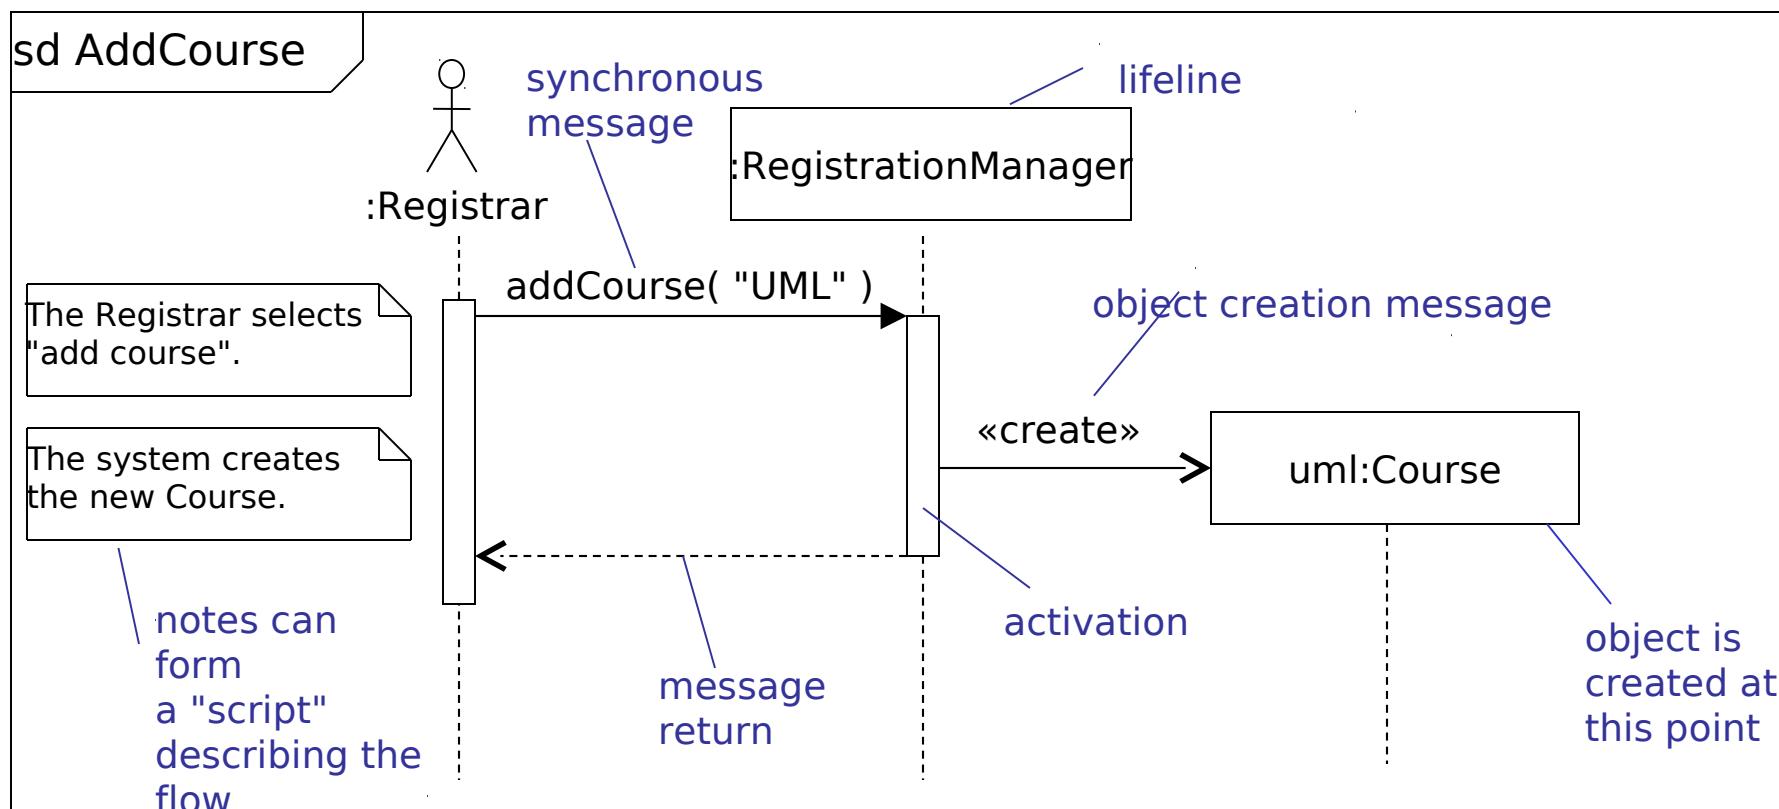 sd AddCourse
synchronous
message
lifeline
:RegistrationManager
:Registrar
addCourse( "UML" )
object creation message
The Registrar selects
"add course".
«create»
The system creates
the new Course.
uml:Course
activation
notes can
form
a "script"
describing the
flow
message
return
object is
created at
this point